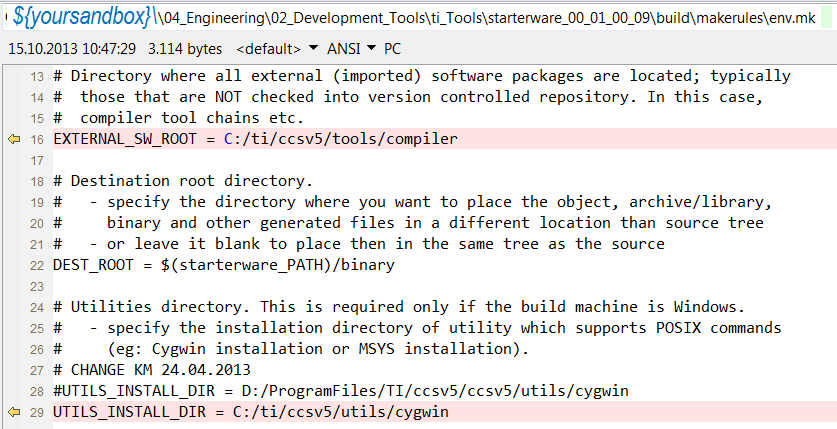 ${yoursandbox}\\04_Engineering\02_Development_Tools\ti_Tools\starterware_00_01_00_09\build\makerules\env.mk
15.10.2013 10:47:29 3.114 bytes <default> ▼ ANSI ▼ PC
13 # Directory where all external (imported) software packages are located; typically
14 # those that are NOT checked into version controlled repository. In this case,
15 # compiler tool chains etc.
16 EXTERNAL_SW_ROOT = C:/ti/ccsv5/tools/compiler
17
18 # Destination root directory.
19 # - specify the directory where you want to place the object, archive/library,
20 # binary and other generated files in a different location than source tree
21 # - or leave it blank to place then in the same tree as the source
22 DEST_ROOT = $(starterware_PATH)/binary
23
24 # Utilities directory. This is required only if the build machine is Windows.
25 # - specify the installation directory of utility which supports POSIX commands
26 # (eg: Cygwin installation or MSYS installation).
27 # CHANGE KM 24.04.2013
28 #UTILS_INSTALL_DIR = D:/ProgramFiles/TI/ccsv5/ccsv5/utils/cygwin
29 UTILS_INSTALL_DIR = C:/ti/ccsv5/utils/cygwin